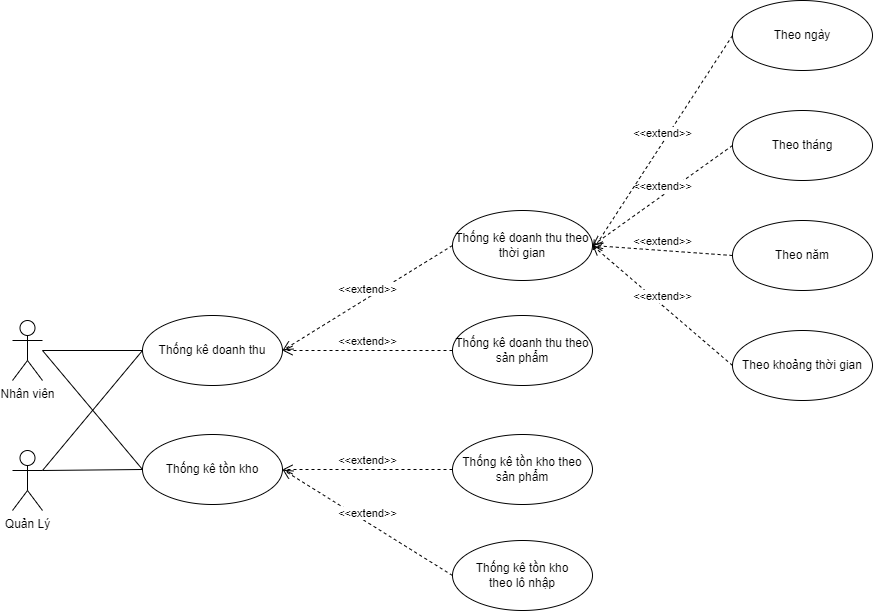 Theo ngày
<<extend>>
Theo tháng
<<extend>>
Thống kê doanh thu theo
thời gian
<<extend>>
Theo năm
<<extend>>
<<extend>>
Thống kê doanh thu
<<extend>>
Thống kê doanh thu theo
sản phẩm
Theo khoảng thời gian
Nhân viên
Thống kê tồn kho
<<extend>>
Thống kê tồn kho theo
sản phẩm
Quản Lý
<<extend>>
Thống kê tồn kho
theo lô nhập